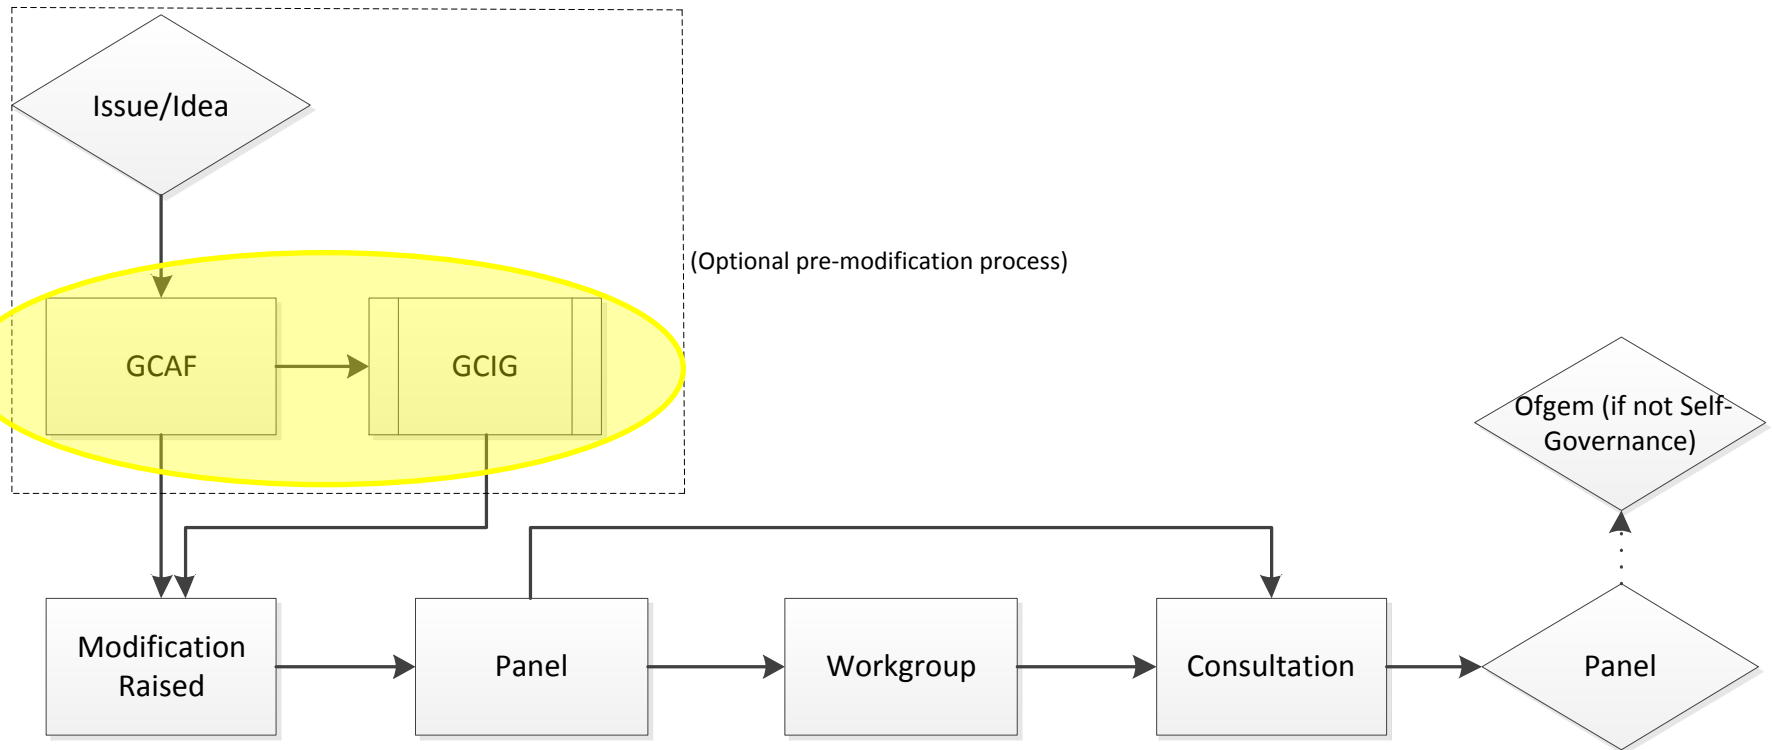 Issue/Idea
(Optional pre-modification process)
GCAF
GCIG
Ofgem (if not Self-
Governance)
Modification
Raised
Panel
Workgroup
Consultation
Panel